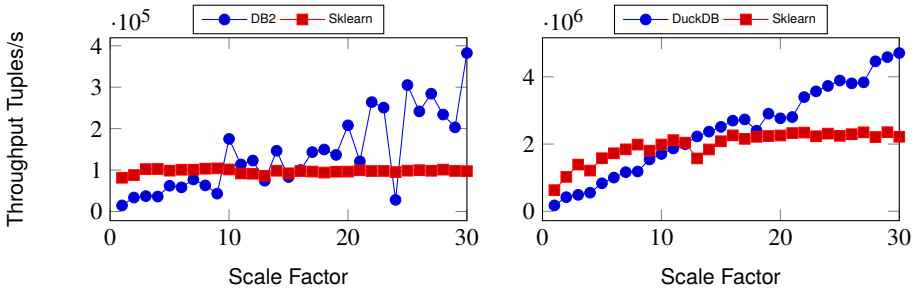 DB2 Sklearn
DuckDB Sklearn
·10^5
·10^6
Throughput Tuples/s
4
3
2
1
0
4
2
0
0 10 20 30
0 10 20 30
Scale Factor
Scale Factor